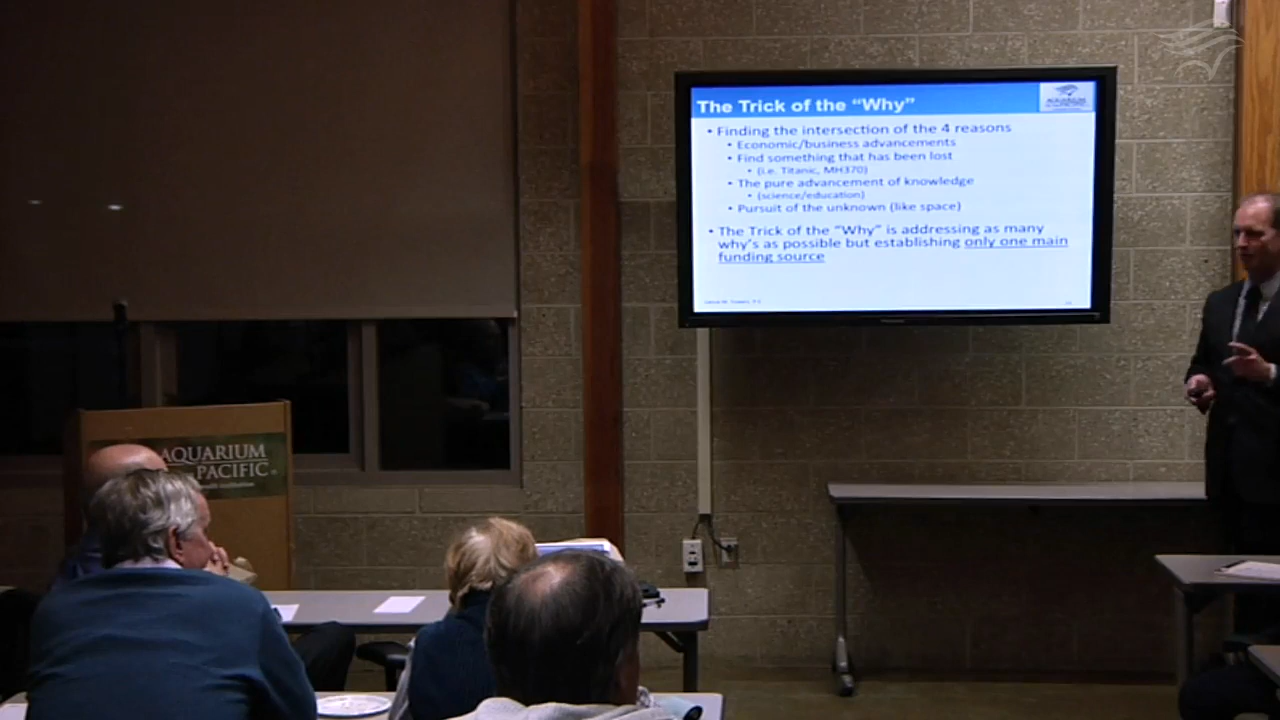 The Trick of the “Why”
AQUARIUM
• Finding the intersection of the 4 reasons
• Economic/business advancements
• Find something that has been lost
• (i.e. Titanic, MH370)
• The pure advancement of knowledge
• (science/education)
• Pursuit of the unknown (like space)
• The Trick of the “Why” is addressing as many
why's as possible but establishing only one main
funding source
AQUARIUM
PACIFIC